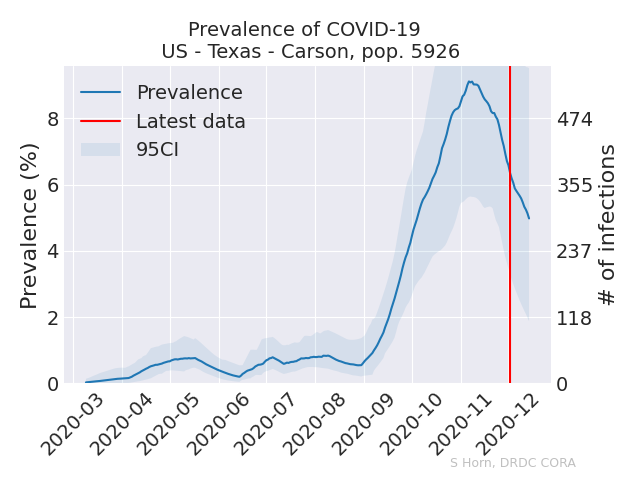 Prevalence of COVID-19
US - Texas - Carson, pop. 5926
Prevalence
Latest data
95CI
Prevalence (%)
8
6
4
2
0
474
355
237
118
0
# of infections
2020-03
2020-04
2020-05
2020-06
2020-07
2020-08
2020-09
2020-10
2020-11
2020-12
S Horn, DRDC CORA